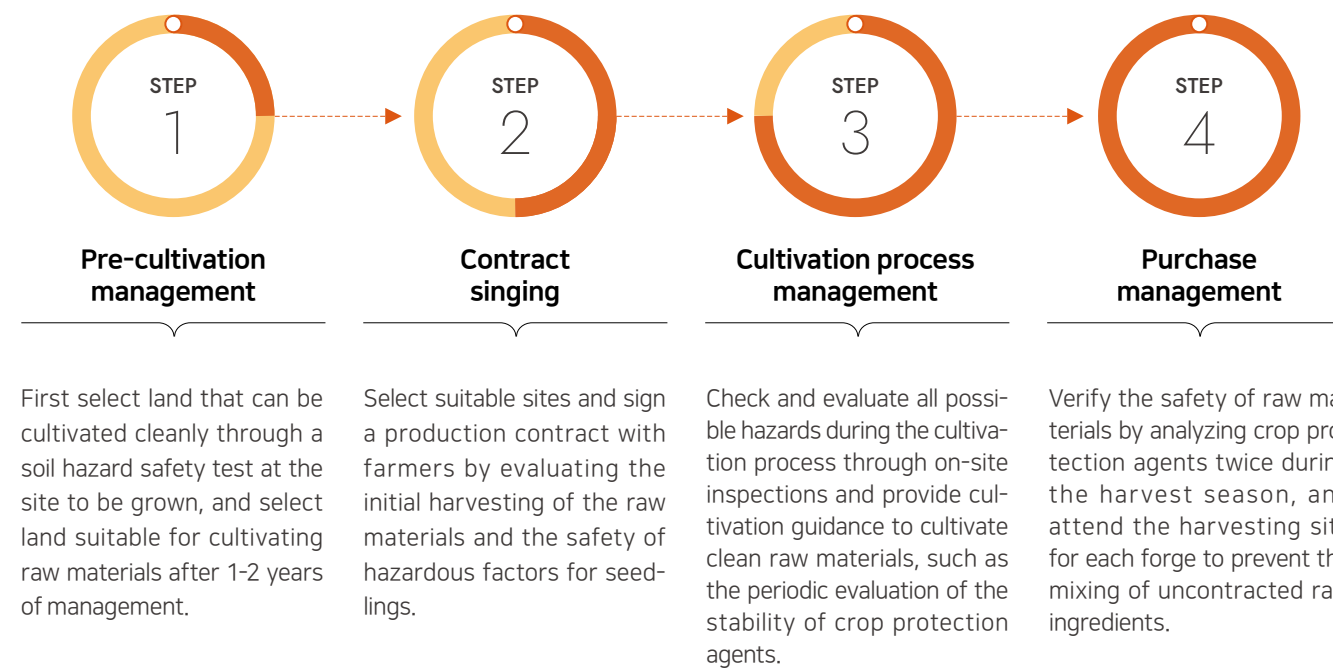 STEP
1
Pre-cultivation
management
First select land that can be
cultivated cleanly through a
soil hazard safety test at the
site to be grown, and select
land suitable for cultivating
raw materials after 1-2 years
of management.
STEP
2
Contract
singing
Select suitable sites and sign
a production contract with
farmers by evaluating the
initial harvesting of the raw
materials and the safety of
hazardous factors for seed-
lings.
STEP
3
Cultivation process
management
Check and evaluate all possi-
ble hazards during the cultiva-
tion process through on-site
inspections and provide cul-
tivation guidance to cultivate
clean raw materials, such as
the periodic evaluation of the
stability of crop protection
agents.
STEP
4
Purchase
management
Verify the safety of raw
terials by analyzing crop
tection agents twice
the harvest season,
attend the harvesting
for each forge to prevent
mixing of uncontracted
ingredients.